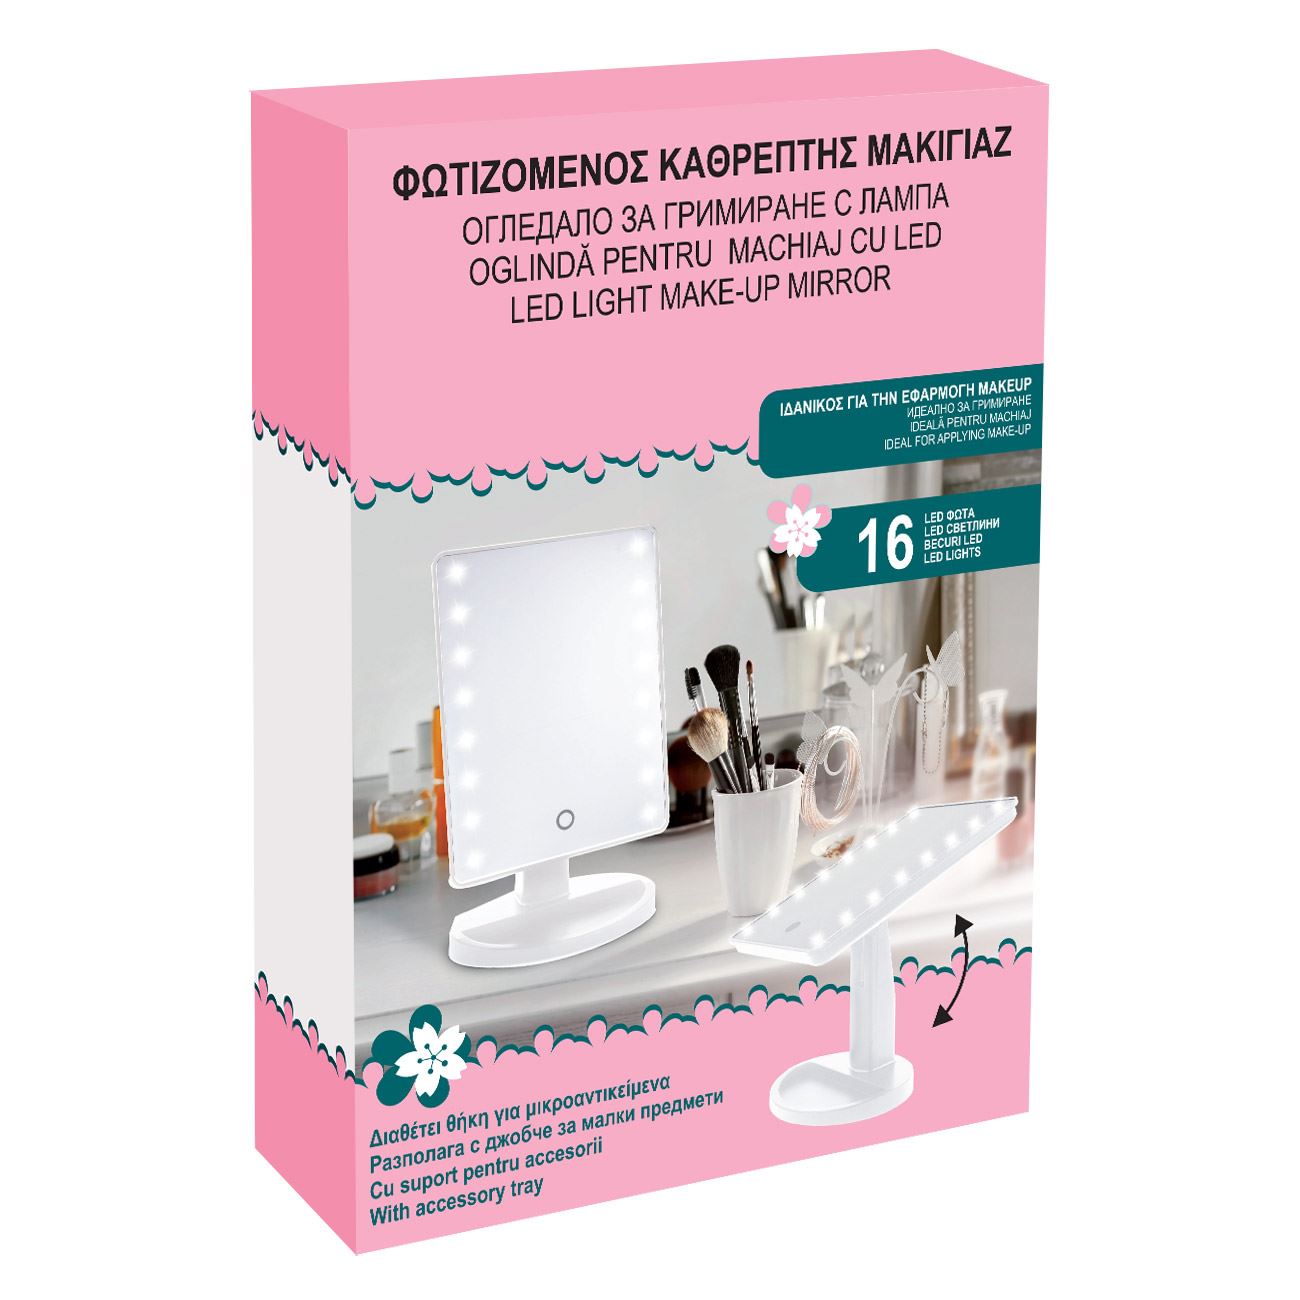 ΦΩΤΙΖΟΜΕΝΟΣ ΚΑΘΡΕΠΤΗΣ ΜΑΚΙΓΙΑΖ
ОГЛЕДАЛО ЗА ГРИМИРАНЕ С ЛАМПА
OGLINDĂ PENTRU MACHIAJ CU LED
LED LIGHT MAKE-UP MIRROR
ΙΔΑΝΙΚΟΣ ΓΙΑ ΤΗΝ ΕΦΑΡΜΟΓΗ MAKEUP
ИДЕАЛНО ЗА ГРИМИРАНЕ
IDEALĂ PENTRU MACHIAJ
IDEAL FOR APPLYING MAKE-UP
16
LED ΦΩΤΑ
LED СВЕТЛИНИ
BECURI LED
LED LIGHTS
Διαθέτει θήκη για μικροαντικείμενα
Разполага с джобче за малки предмети
Cu suport pentru accesorii
With accessory tray